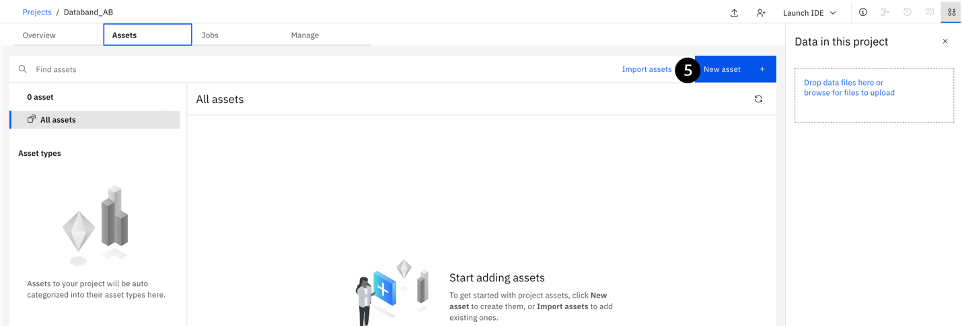 Projects / Databand_AB
Launch IDE
Overview
Assets
Jobs
Manage
Data in this project
Find assets
Import assets
5
New asset +
Drop data files here or
browse for files to upload
0 asset
All assets
All assets
Asset types
Assets to your project will be auto
categorized into their asset types here.
Start adding assets
To get started with project assets, click New
asset to create them, or Import assets to add
existing ones.